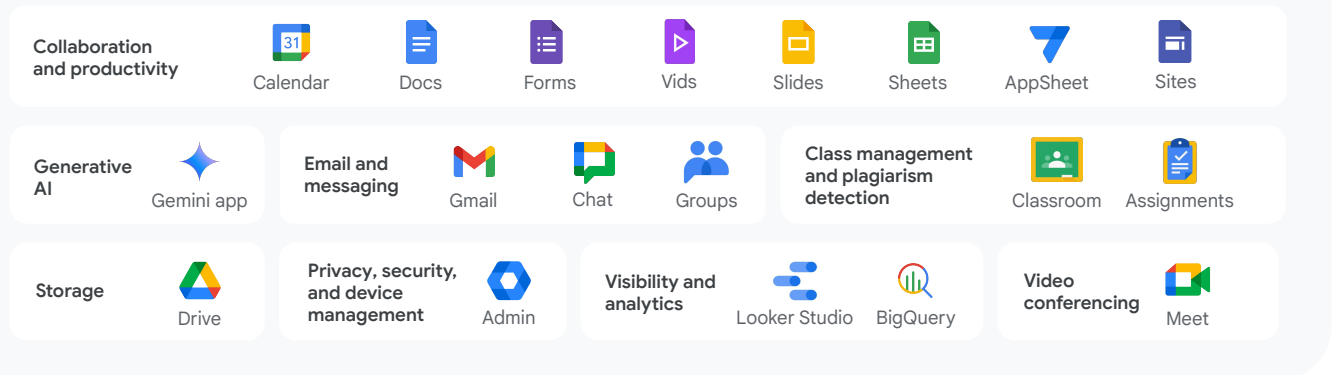 Collaboration
and productivity
31
Calendar
Docs
Forms
Vids
Slides
Sheets
AppSheet
Sites
Generative
AI
Gemini app
Email and
messaging
Gmail
Chat
Groups
Class management
and plagiarism
detection
Classroom
Assignments
Storage
Drive
Privacy, security,
and device
management
Admin
Visibility and
analytics
Looker Studio
BigQuery
Video
conferencing
Meet